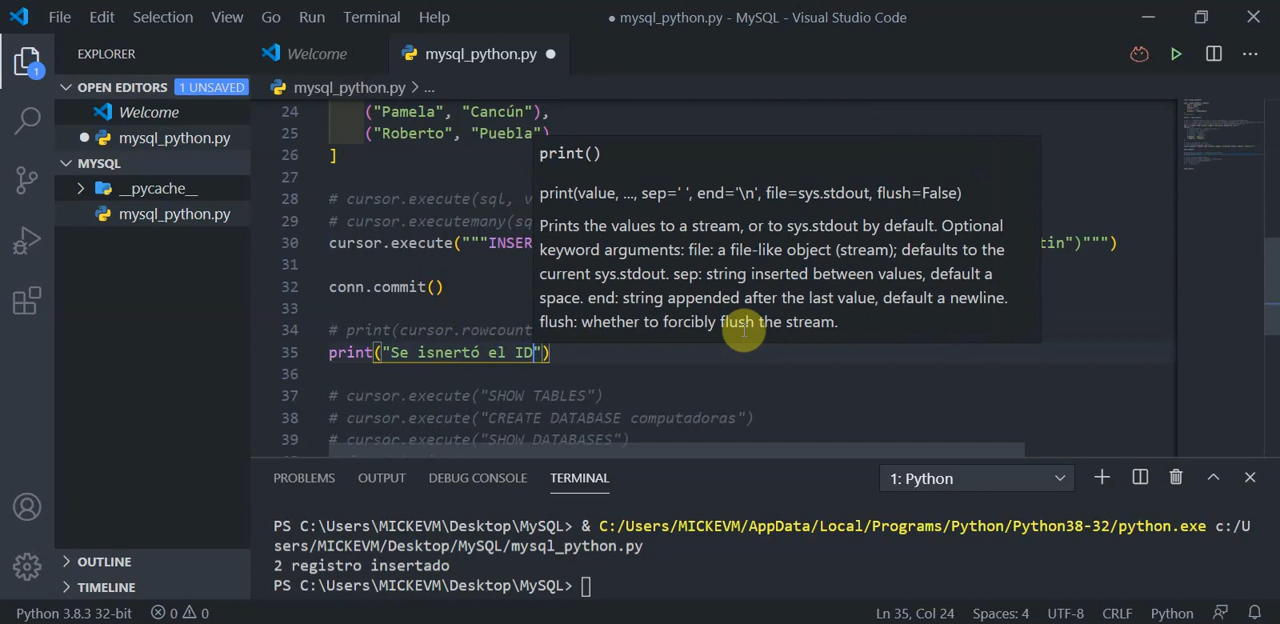 File Edit Selection View Go Run Terminal Help
● mysql_python.py - MySQL - Visual Studio Code
EXPLORER
Welcome
mysql_python.py ●
1
OPEN EDITORS 1 UNSAVED
Welcome
● mysql_python.py
MYSQL
__pycache__
mysql_python.py
OUTLINE
TIMELINE
mysql_python.py > ...
24 ("Pamela", "Cancún"),
25 ("Roberto", "Puebla")
26 ]
27
28 # cursor.execute(sql, v
29 # cursor.executemany(sq
30 cursor.execute("""INSER tin")""")
31
32 conn.commit()
33
34 # print(cursor.rowcount
35 print("Se isnertó el ID")
36
37 # cursor.execute("SHOW TABLES")
38 # cursor.execute("CREATE DATABASE computadoras")
39 # cursor.execute("SHOW DATABASES")
print()
print(value, ..., sep=' ', end='\n', file=sys.stdout, flush=False)
Prints the values to a stream, or to sys.stdout by default. Optional
keyword arguments: file: a file-like object (stream); defaults to the
current sys.stdout. sep: string inserted between values, default a
space. end: string appended after the last value, default a newline.
flush: whether to forcibly flush the stream.
PROBLEMS OUTPUT DEBUG CONSOLE TERMINAL
1: Python
PS C:\Users\MICKEVM\Desktop\MySQL> & C:/Users/MICKEVM/AppData/Local/Programs/Python/Python38-32/python.exe c:/U
sers/MICKEVM/Desktop/MySQL/mysql_python.py
2 registro insertado
PS C:\Users\MICKEVM\Desktop\MySQL>
Python 3.8.3 32-bit 0 0
Ln 35, Col 24 Spaces: 4 UTF-8 CRLF Python